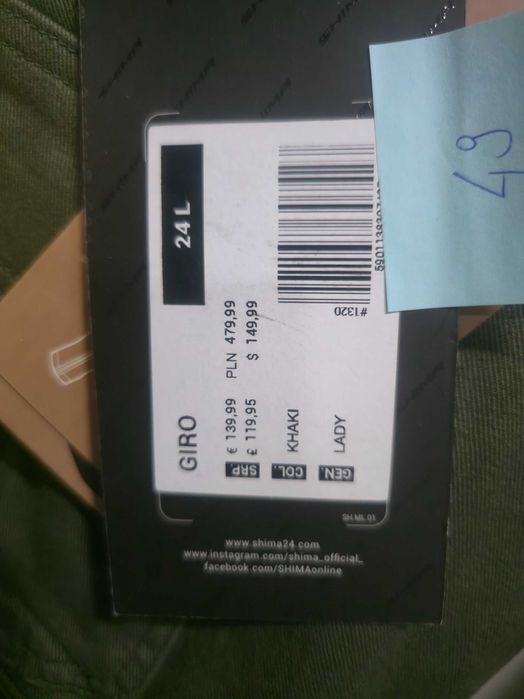 GIRO
24 L
SRP. € 139,99 PLN 479,99
£ 119,95 $ 149,99
COL. KHAKI
GEN. LADY
#1320
SH ML 01
www.shima24.com
www.instagram.com/shima_official_
facebook.com/SHIMAonline
49